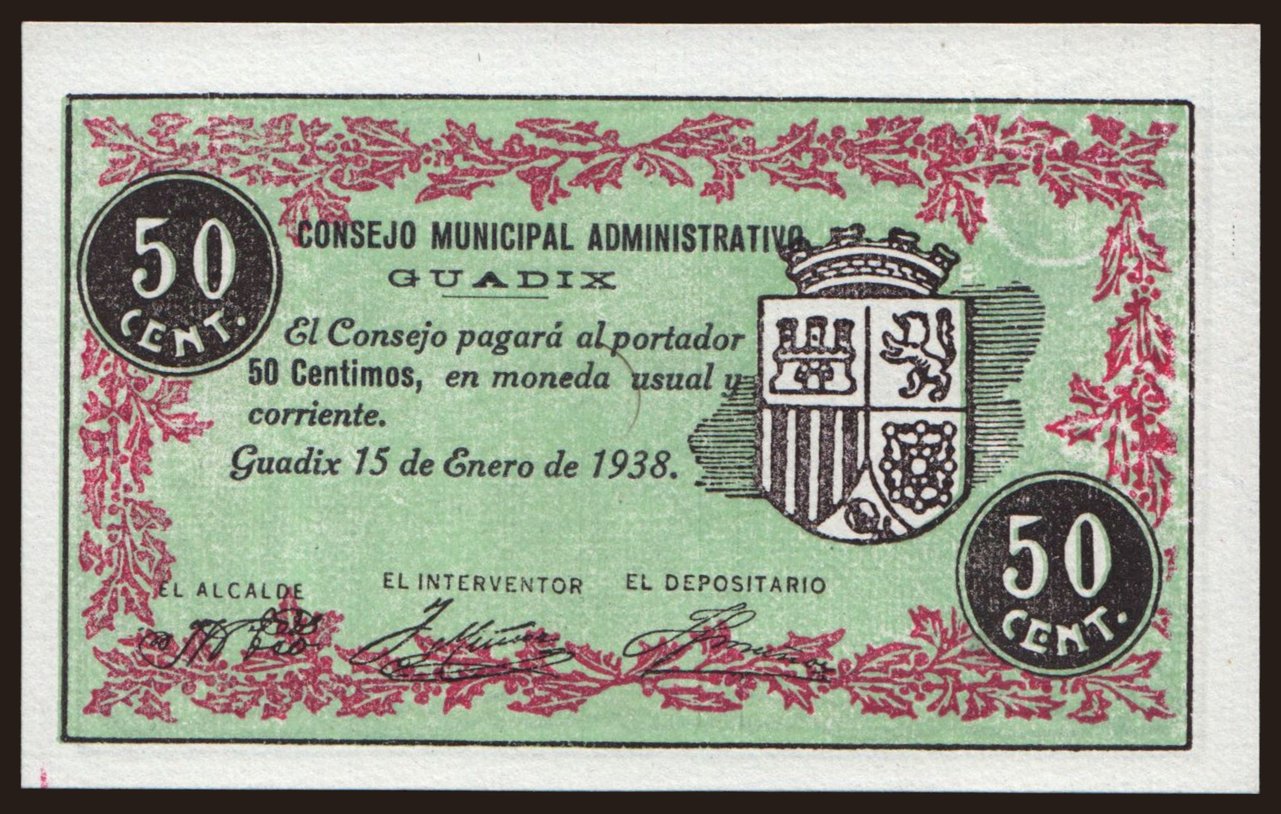 50
CENT.
CONSEJO MUNICIPAL ADMINISTRATIVO
GUADIX
El Consejo pagará al portador
50 Centimos, en moneda usual y
corriente.
Guadix 15 de Enero de 1938.
EL ALCALDE
EL INTERVENTOR
EL DEPOSITARIO
50
CENT.